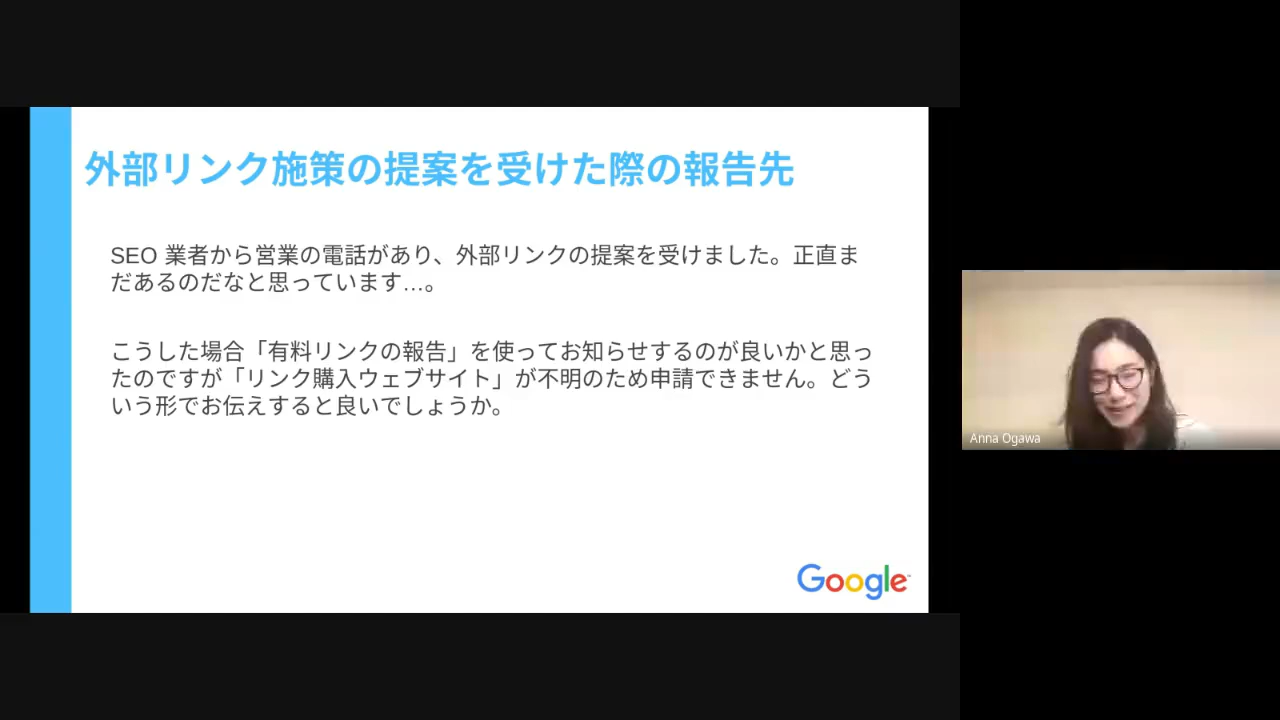 外部リンク施策の提案を受けた際の報告先
SEO 業者から営業の電話があり、外部リンクの提案を受けました。正直ま
だあるのだなと思っています…。
こうした場合「有料リンクの報告」を使ってお知らせするのが良いかと思っ
たのですが「リンク購入ウェブサイト」が不明のため申請できません。どう
いう形でお伝えすると良いでしょうか。
Google
Anna Ogawa